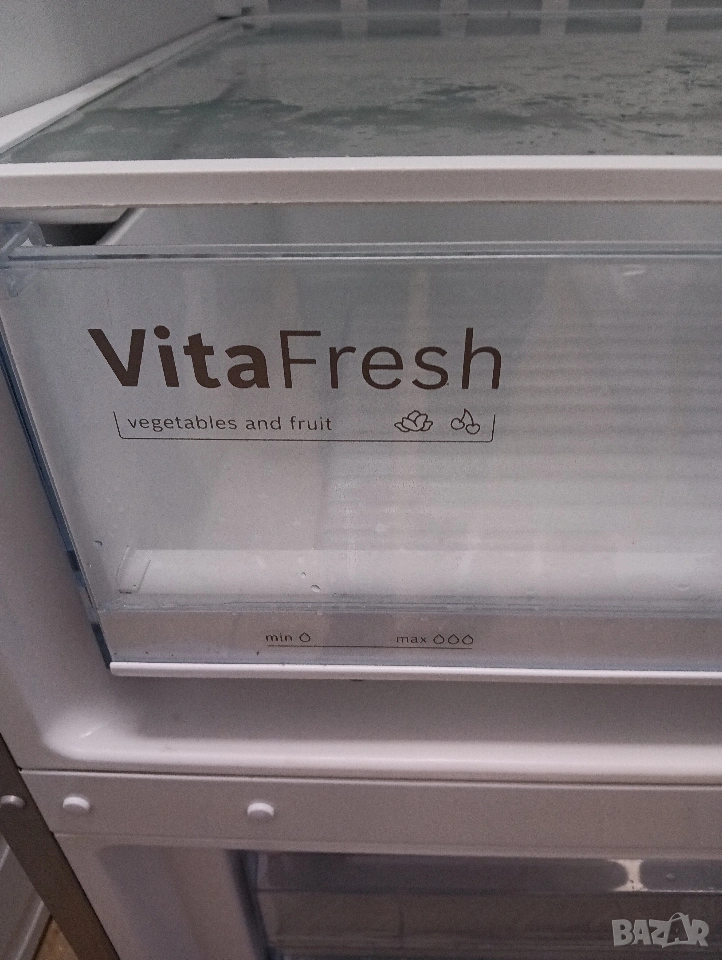 VitaFresh
vegetables and fruit
min max
BAZAR